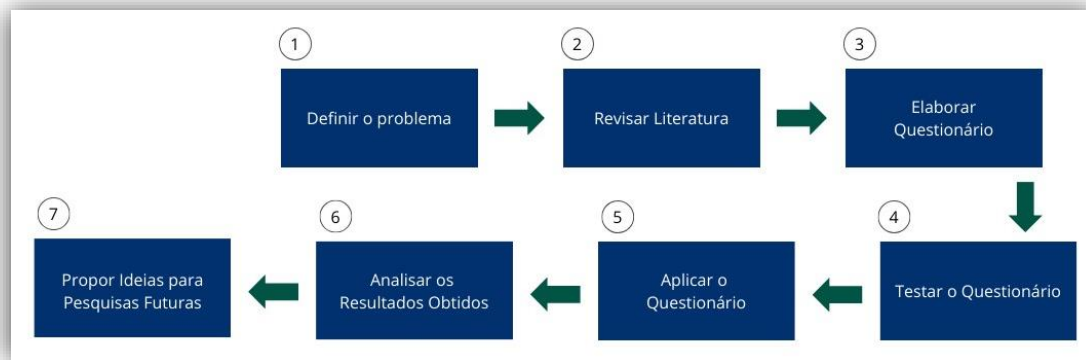 1
Definir o problema
2
Revisar Literatura
3
Elaborar
Questionário
4
Testar o Questionário
5
Aplicar o
Questionário
6
Analisar os
Resultados Obtidos
7
Propor Ideias para
Pesquisas Futuras